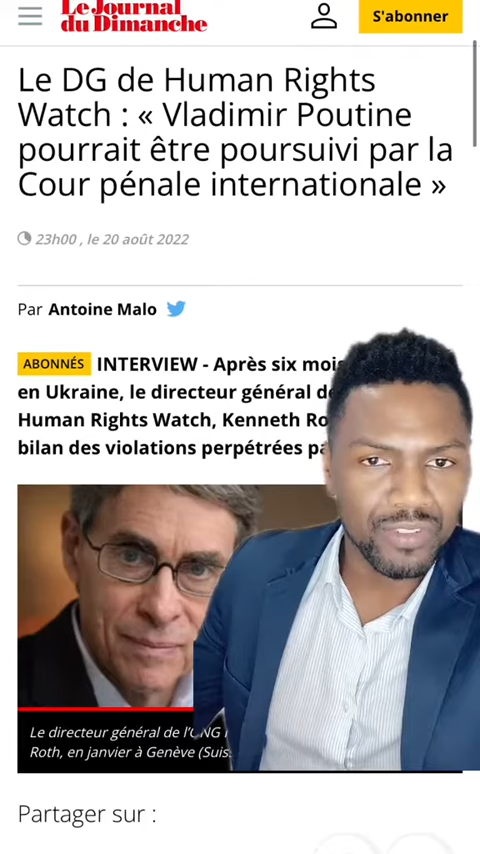 Le Journal
du Dimanche
S'abonner
Le DG de Human Rights
Watch : « Vladimir Poutine
pourrait être poursuivi par la
Cour pénale internationale »
23h00 , le 20 août 2022
Par Antoine Malo
ABONNÉS INTERVIEW - Après six mois
en Ukraine, le directeur général
Human Rights Watch, Kenneth
bilan des violations perpétrées
Le directeur général de l'ONG
Roth, en janvier à Genève
Partager sur :